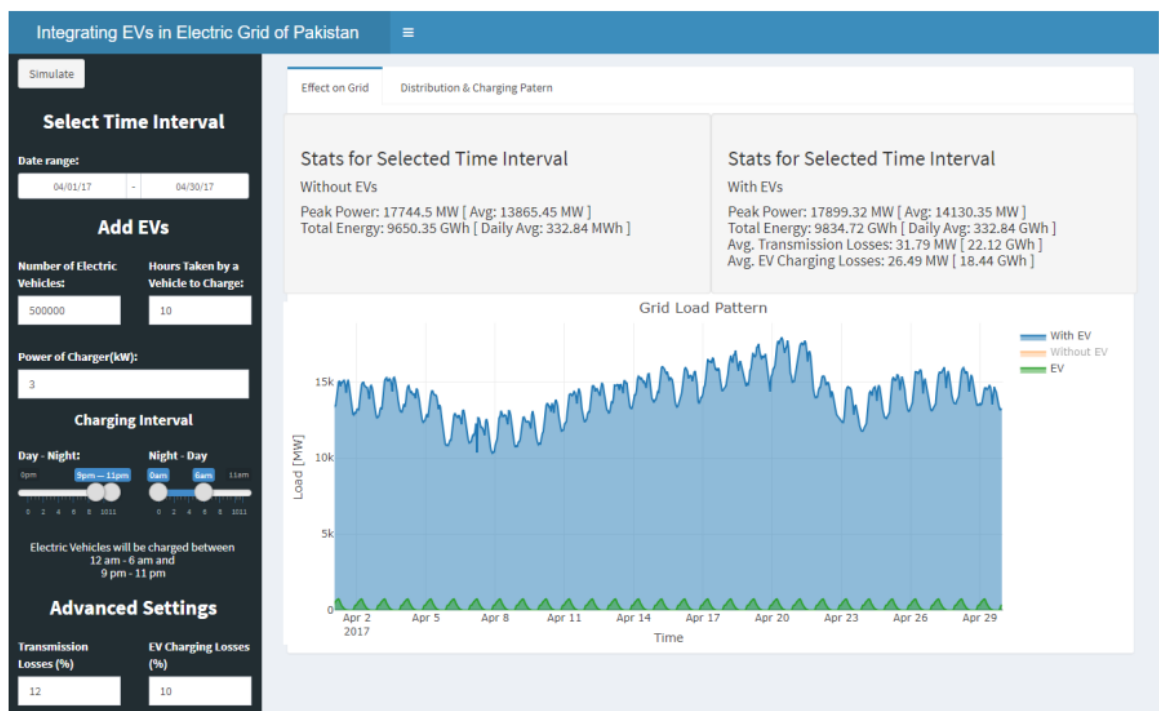 Integrating EVs in Electric Grid of Pakistan
Simulate
Select Time Interval
Date range:
04/01/17 - 04/30/17
Add EVs
Number of Electric Vehicles:
500000
Hours Taken by a Vehicle to Charge:
10
Power of Charger(kW):
3
Charging Interval
Day - Night:
0pm 9pm — 11pm
0 2 4 6 8 1011
Night - Day
0am 6am 11am
0 2 4 6 8 1011
Electric Vehicles will be charged between
12 am - 6 am and
9 pm - 11 pm
Advanced Settings
Transmission
Losses (%)
12
EV Charging Losses
(%)
10
Effect on Grid Distribution & Charging Patern
Stats for Selected Time Interval
Without EVs
Peak Power: 17744.5 MW [ Avg: 13865.45 MW ]
Total Energy: 9650.35 GWh [ Daily Avg: 332.84 MWh ]
Stats for Selected Time Interval
With EVs
Peak Power: 17899.32 MW [ Avg: 14130.35 MW ]
Total Energy: 9834.72 GWh [ Daily Avg: 332.84 GWh ]
Avg. Transmission Losses: 31.79 MW [ 22.12 GWh ]
Avg. EV Charging Losses: 26.49 MW [ 18.44 GWh ]
Grid Load Pattern
With EV
Without EV
EV
Load [MW]
15k
10k
5k
0
Apr 2 Apr 5 Apr 8 Apr 11 Apr 14 Apr 17 Apr 20 Apr 23 Apr 26 Apr 29
2017
Time